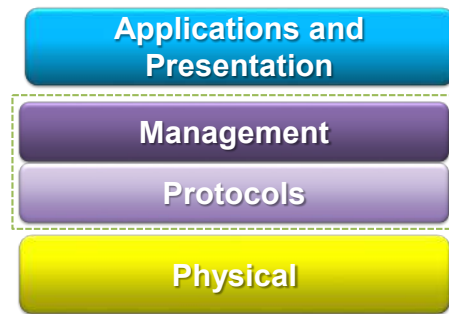 Applications and
Presentation
Management
Protocols
Physical